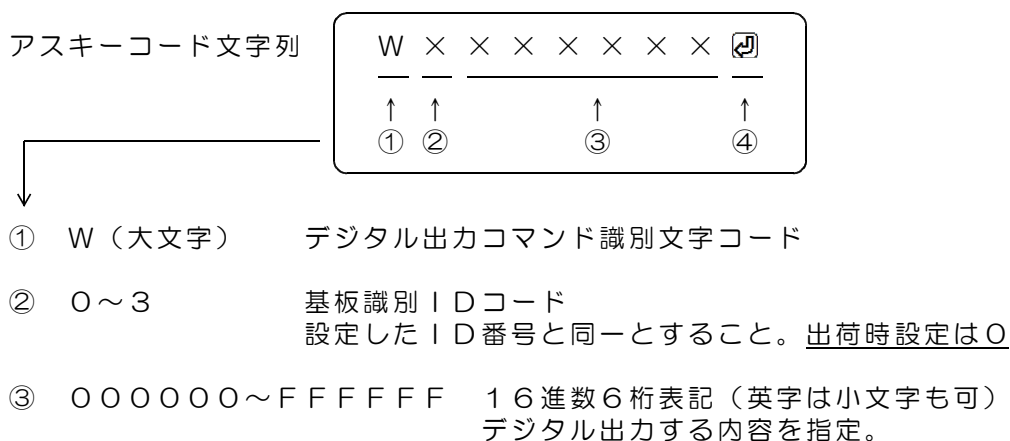 アスキーコード文字列　Ｗ × × × × × × × ⏎
↑ ↑ ↑ ↑
① ② ③ ④
①　Ｗ（大文字）　デジタル出力コマンド識別文字コード
②　０～３　基板識別ＩＤコード
設定したＩＤ番号と同一とすること。出荷時設定は０
③　００００００～ＦＦＦＦＦＦ　１６進数６桁表記（英字は小文字も可）
デジタル出力する内容を指定。